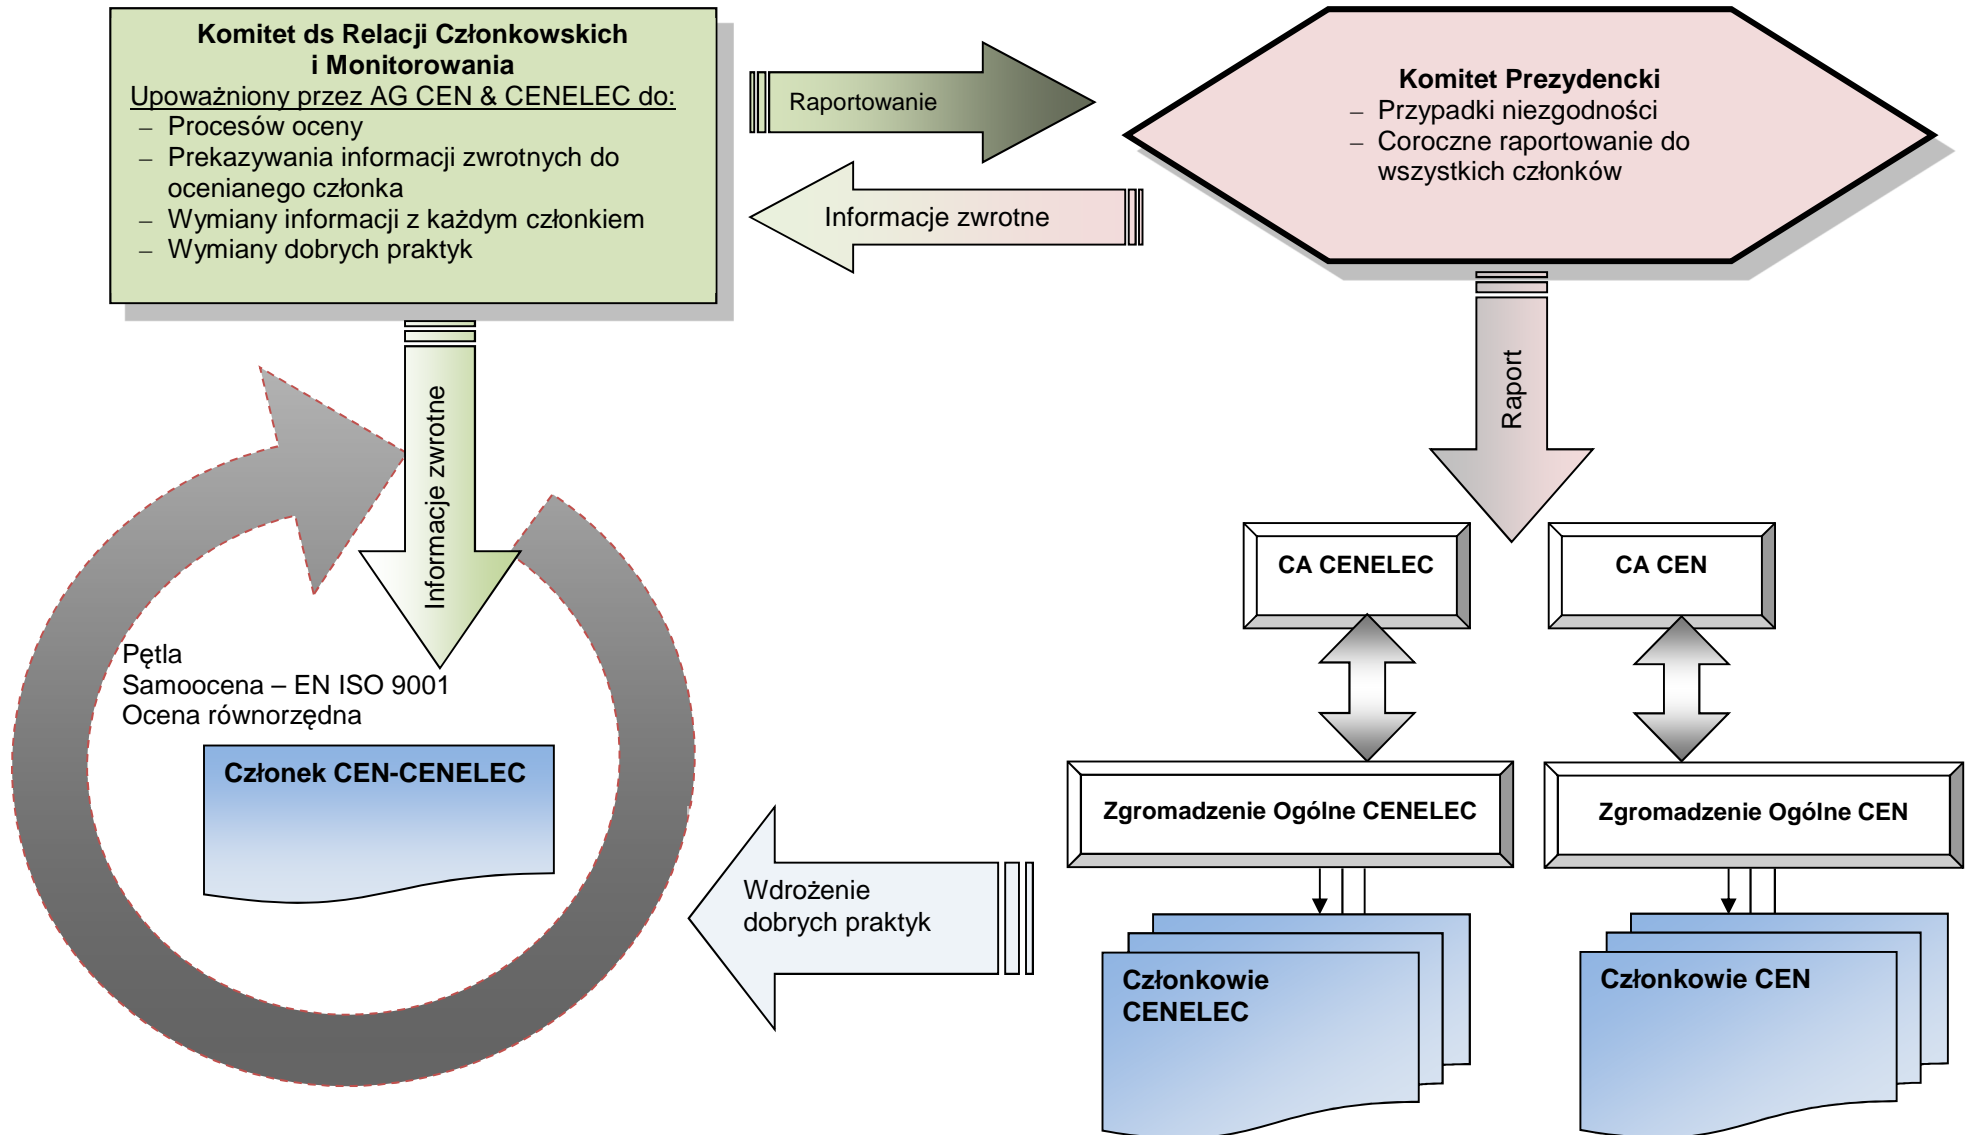 Komitet ds Relacji Członkowskich
i Monitorowania
Upoważniony przez AG CEN & CENELEC do:
– Procesów oceny
– Prekazywania informacji zwrotnych do
ocenianego członka
– Wymiany informacji z każdym członkiem
– Wymiany dobrych praktyk
Raportowanie
Informacje zwrotne
Komitet Prezydencki
– Przypadki niezgodności
– Coroczne raportowanie do
wszystkich członków
Informacje zwrotne
Raport
CA CENELEC
CA CEN
Pętla
Samoocena – EN ISO 9001
Ocena równorzędna
Członek CEN-CENELEC
Zgromadzenie Ogólne CENELEC
Zgromadzenie Ogólne CEN
Wdrożenie
dobrych praktyk
Członkowie
CENELEC
Członkowie CEN